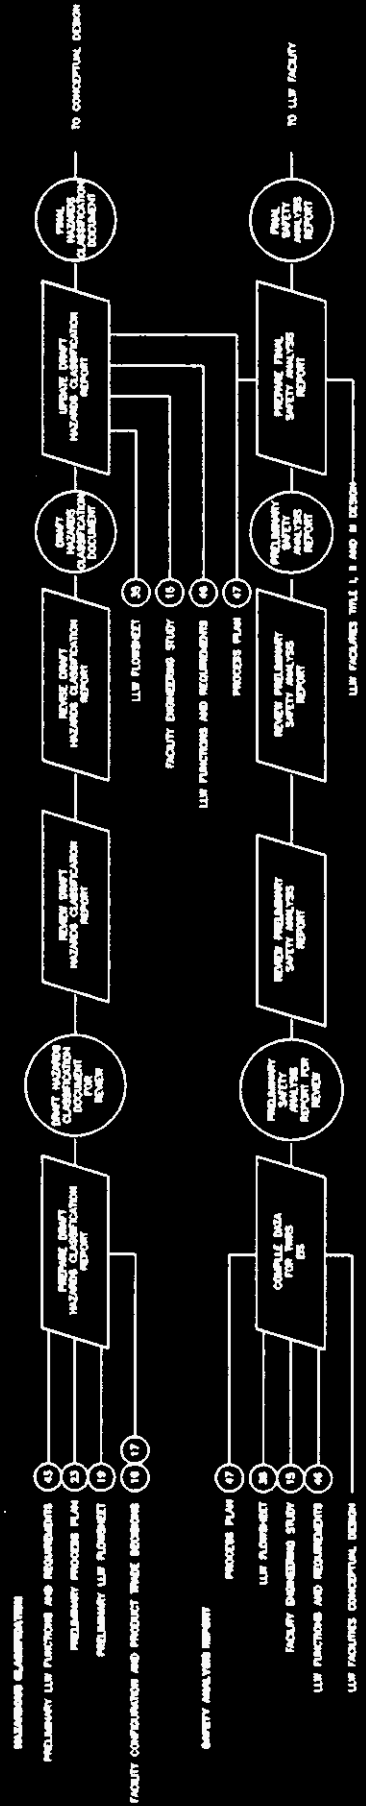 HAZARDOUS CLASSIFICATION
PRELIMINARY LLW FUNCTIONS AND REQUIREMENTS
43
PRELIMINARY PROCESS PLAN
23
PRELIMINARY LLW FLOWSHEET
19
FACILITY CONFIGURATION AND PRODUCT TRADE DECISIONS
16
17
PREPARE DRAFT
HAZARDS CLASSIFICATION
REPORT
DRAFT HAZARDS
CLASSIFICATION
DOCUMENT
FOR
REVIEW
REVIEW DRAFT
HAZARDS CLASSIFICATION
REPORT
REVISE DRAFT
HAZARDS CLASSIFICATION
REPORT
DRAFT
HAZARDS
CLASSIFICATION
DOCUMENT
LLW FLOWSHEET
FACILITY ENGINEERING STUDY
15
LLW FUNCTIONS AND REQUIREMENTS
46
PROCESS PLAN
47
UPDATE DRAFT
HAZARDS CLASSIFICATION
REPORT
FINAL
HAZARDS
CLASSIFICATION
DOCUMENT
TO CONCEPTUAL DESIGN
SAFETY ANALYSIS REPORT
PROCESS PLAN
47
LLW FLOWSHEET
FACILITY ENGINEERING STUDY
15
LLW FUNCTIONS AND REQUIREMENTS
46
LLW FACILITIES CONCEPTUAL DESIGN
COMPILE DATA
FOR TWRS
EIS
PRELIMINARY
SAFETY
ANALYSIS
REPORT FOR
REVIEW
REVIEW PRELIMINARY
SAFETY ANALYSIS
REPORT
REVIEW PRELIMINARY
SAFETY ANALYSIS
REPORT
PRELIMINARY
SAFETY
ANALYSIS
REPORT
PREPARE FINAL
SAFETY ANALYSIS
REPORT
LLW FACILITIES TITLE I, II AND III DESIGN
FINAL
SAFETY
ANALYSIS
REPORT
TO LLW FACILITY